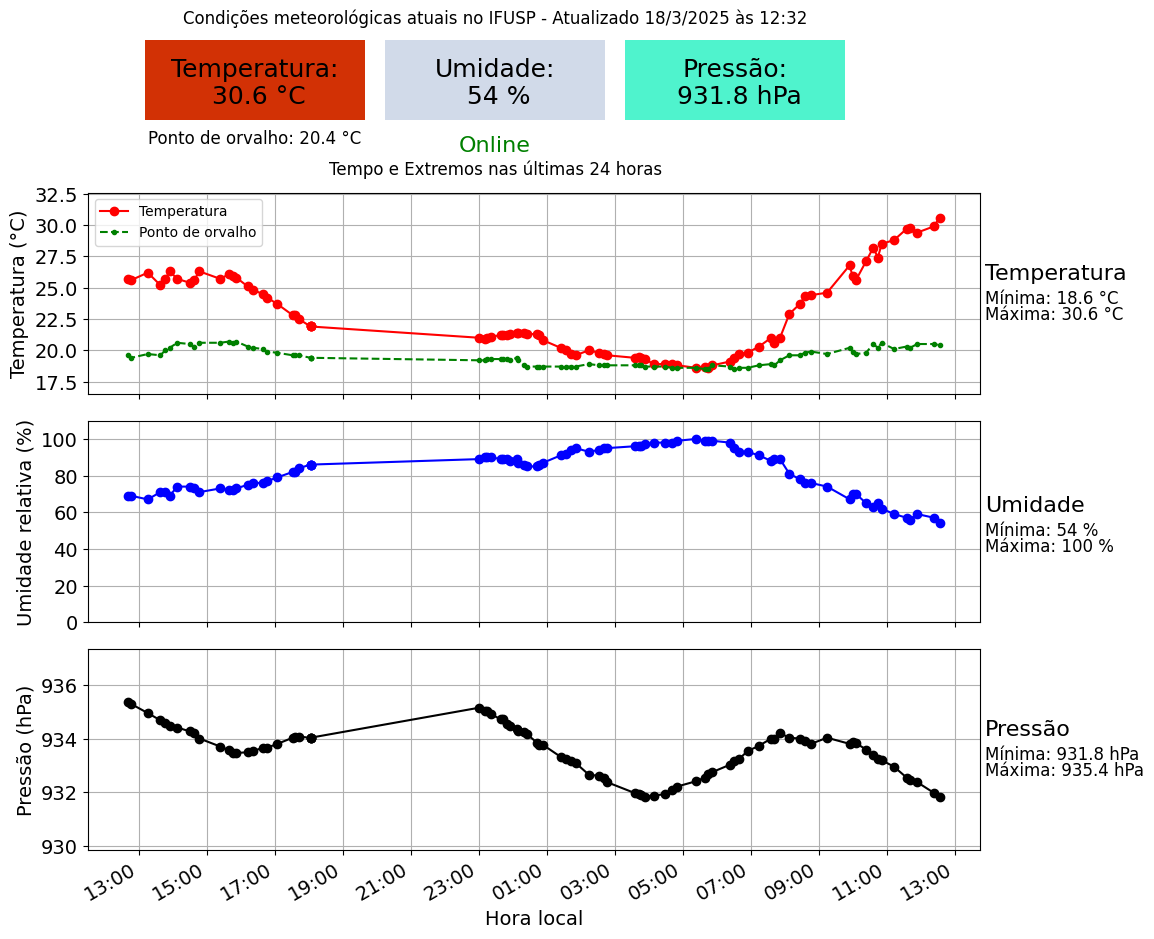 Condições meteorológicas atuais no IFUSP - Atualizado 18/3/2025 às 12:32
Temperatura:
30.6 °C
Umidade:
54 %
Pressão:
931.8 hPa
Ponto de orvalho: 20.4 °C
Online
Tempo e Extremos nas últimas 24 horas
Temperatura (°C)
32.5
30.0
27.5
25.0
22.5
20.0
17.5
Temperatura
Ponto de orvalho
Temperatura
Mínima: 18.6 °C
Máxima: 30.6 °C
Umidade relativa (%)
100
80
60
40
20
0
Umidade
Mínima: 54 %
Máxima: 100 %
Pressão (hPa)
936
934
932
930
Pressão
Mínima: 931.8 hPa
Máxima: 935.4 hPa
13:00 15:00 17:00 19:00 21:00 23:00 01:00 03:00 05:00 07:00 09:00 11:00 13:00
Hora local